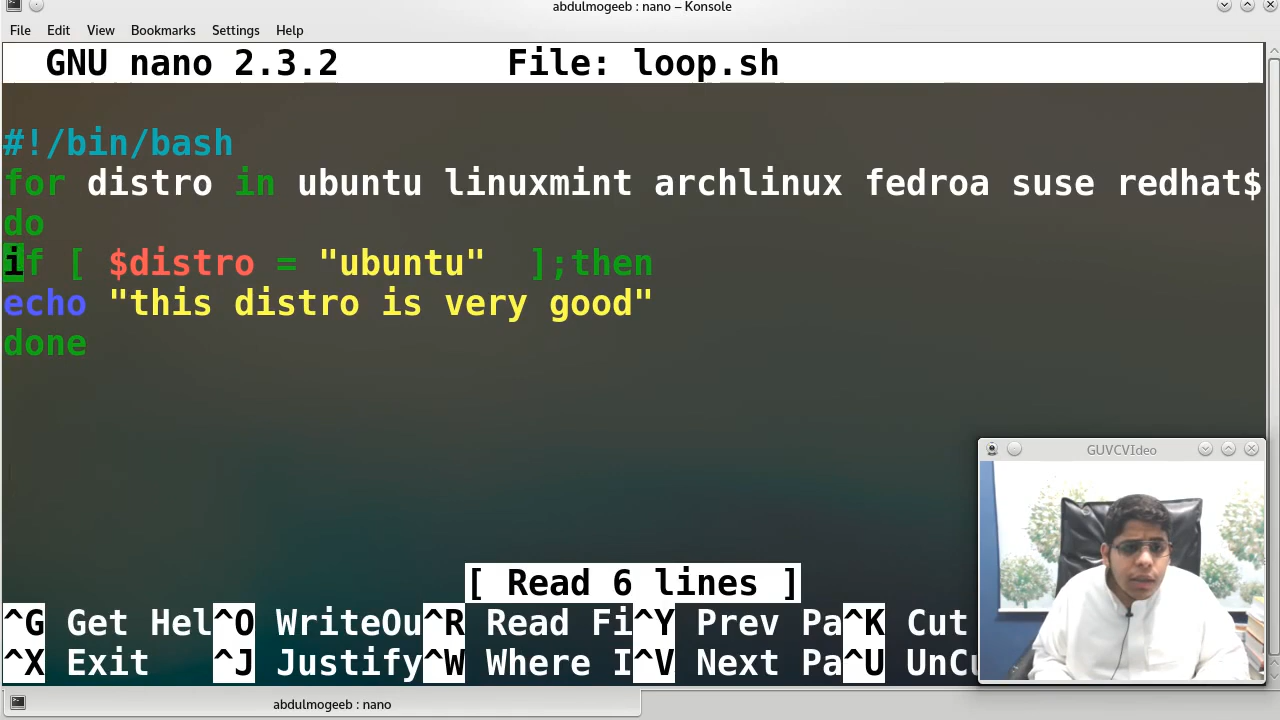 abdulmogeeb : nano – Konsole
File Edit View Bookmarks Settings Help
GNU nano 2.3.2 File: loop.sh
#!/bin/bash
for distro in ubuntu linuxmint archlinux fedroa suse redhat$
do
if [ $distro = "ubuntu"  ];then
echo "this distro is very good"
done
GUVCVIdeo
[ Read 6 lines ]
^G Get Hel^O WriteOu^R Read Fi^Y Prev Pa^K Cut
^X Exit ^J Justify^W Where I^V Next Pa^U UnCu
abdulmogeeb : nano